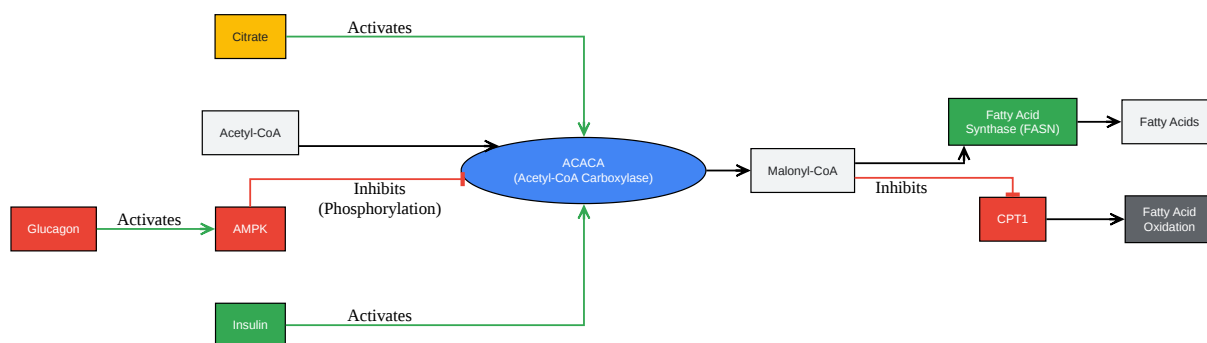 Activates
Citrate
Acetyl-CoA
ACACA
(Acetyl-CoA Carboxylase)
Inhibits
(Phosphorylation)
Glucagon
Activates
AMPK
Insulin
Activates
Malonyl-CoA
Fatty Acid
Synthase (FASN)
Fatty Acids
Inhibits
CPT1
Fatty Acid
Oxidation